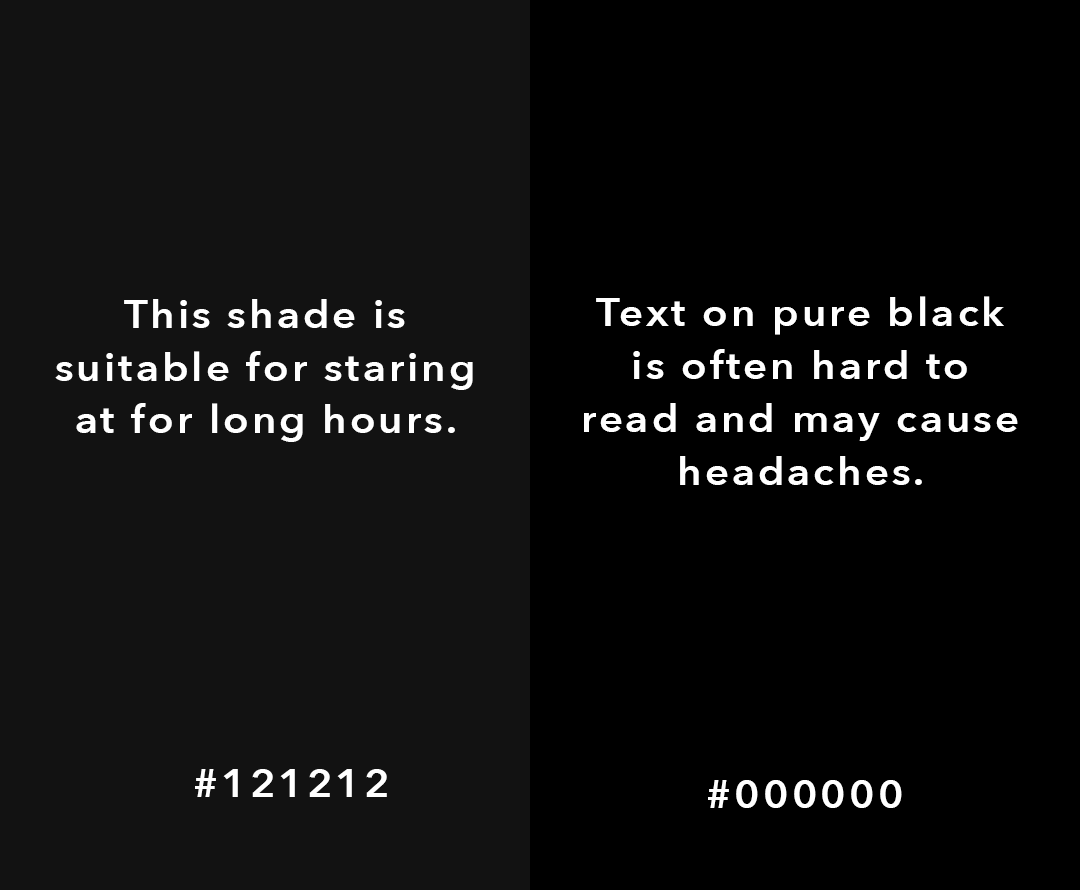 This shade is
suitable for staring
at for long hours.
#121212
Text on pure black
is often hard to
read and may cause
headaches.
#000000